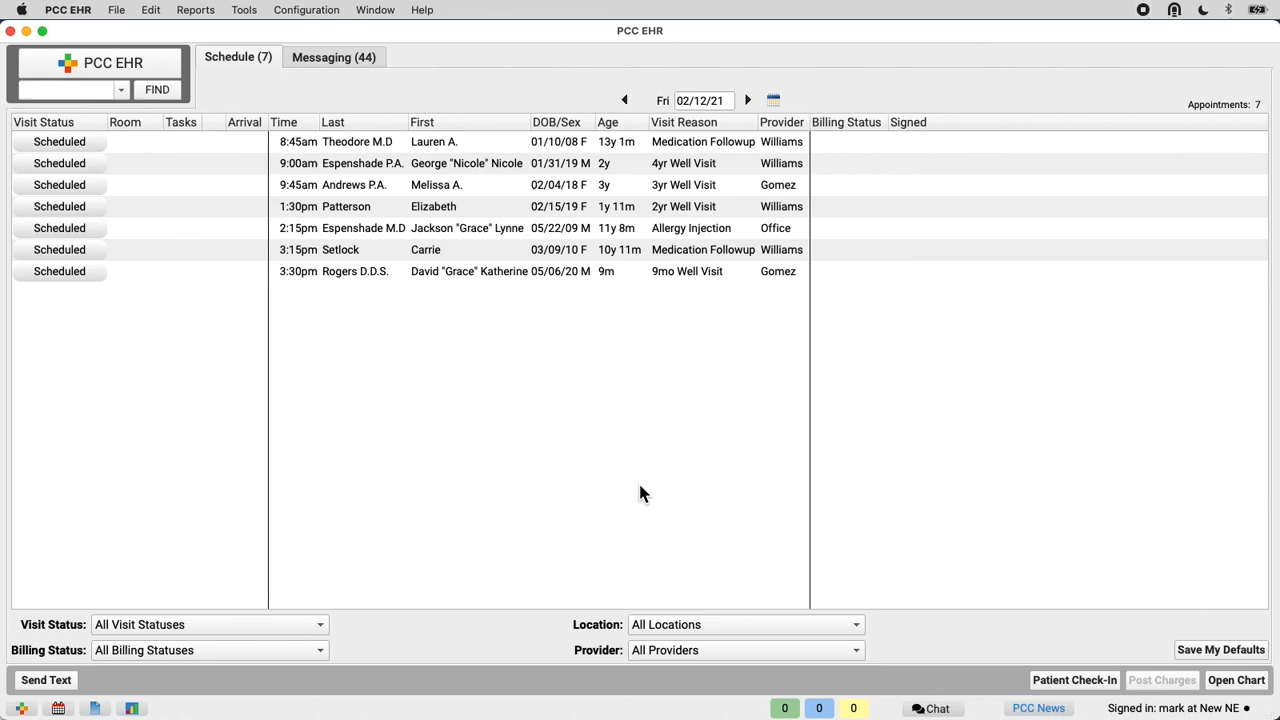 PCC EHR File Edit Reports Tools Configuration Window Help
PCC EHR
PCC EHR
FIND
Schedule (7) Messaging (44)
Fri 02/12/21
Appointments: 7
Visit Status Room Tasks Arrival Time Last First DOB/Sex Age Visit Reason Provider Billing Status Signed
Scheduled 8:45am Theodore M.D Lauren A. 01/10/08 F 13y 1m Medication Followup Williams
Scheduled 9:00am Espenshade P.A. George "Nicole" Nicole 01/31/19 M 2y 4yr Well Visit Williams
Scheduled 9:45am Andrews P.A. Melissa A. 02/04/18 F 3y 3yr Well Visit Gomez
Scheduled 1:30pm Patterson Elizabeth 02/15/19 F 1y 11m 2yr Well Visit Williams
Scheduled 2:15pm Espenshade M.D Jackson "Grace" Lynne 05/22/09 M 11y 8m Allergy Injection Office
Scheduled 3:15pm Setlock Carrie 03/09/10 F 10y 11m Medication Followup Williams
Scheduled 3:30pm Rogers D.D.S. David "Grace" Katherine 05/06/20 M 9m 9mo Well Visit Gomez
Visit Status: All Visit Statuses Location: All Locations
Billing Status: All Billing Statuses Provider: All Providers Save My Defaults
Send Text Patient Check-In Post Charges Open Chart
0 0 0 Chat PCC News Signed in: mark at New NE